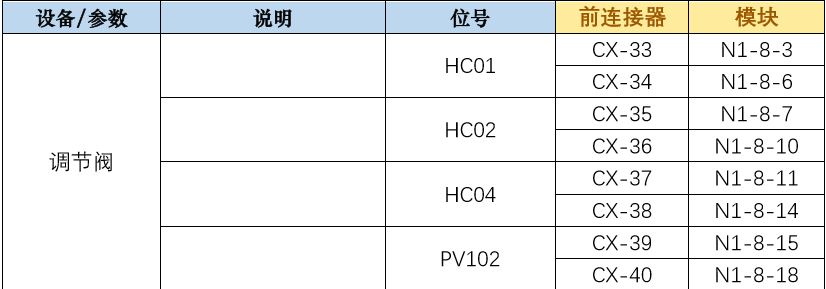 设备/参数 说明 位号 前连接器 模块
CX-33 N1-8-3
HC01
CX-34 N1-8-6
CX-35 N1-8-7
HC02
CX-36 N1-8-10
调节阀
CX-37 N1-8-11
HC04
CX-38 N1-8-14
CX-39 N1-8-15
PV102
CX-40 N1-8-18